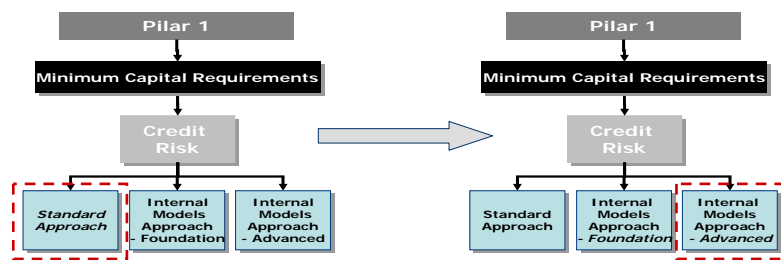 Pilar 1
Minimum Capital Requirements
Credit
Risk
Standard
Approach
Internal
Models
Approach
- Foundation
Internal
Models
Approach
- Advanced
Pilar 1
Minimum Capital Requirements
Credit
Risk
Standard
Approach
Internal
Models
Approach
- Foundation
Internal
Models
Approach
- Advanced